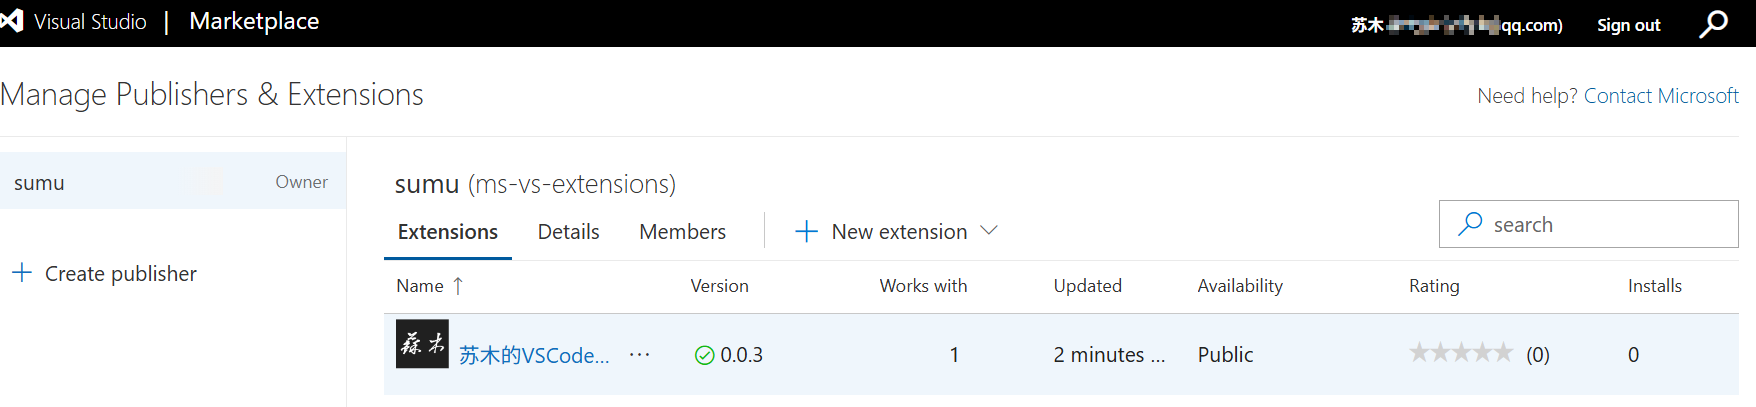 Visual Studio | Marketplace
苏木 qq.com) Sign out
Manage Publishers & Extensions
Need help? Contact Microsoft
sumu Owner
+ Create publisher
sumu (ms-vs-extensions)
Extensions Details Members + New extension
search
Name ↑ Version Works with Updated Availability Rating Installs
蘇木 苏木的VSCode... ··· 0.0.3 1 2 minutes ... Public (0) 0